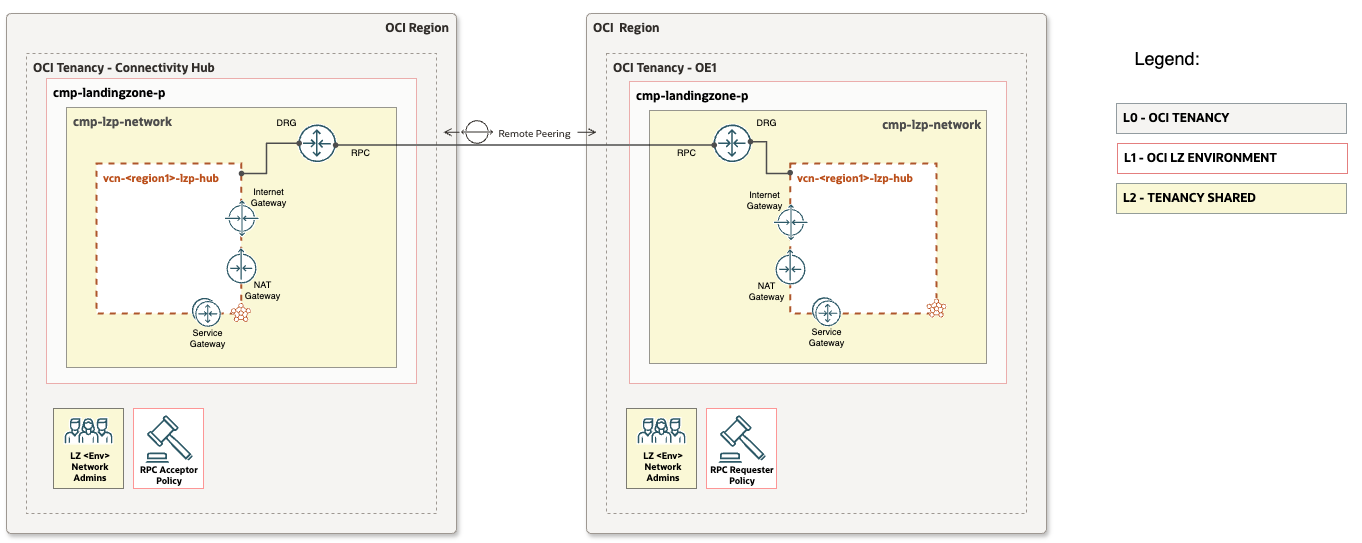 OCI Region
OCI Tenancy - Connectivity Hub
cmp-landingzone-p
cmp-lzp-network
DRG
RPC
vcn-<region1>-lzp-hub
Internet
Gateway
NAT
Gateway
Service
Gateway
LZ <Env>
Network
Admins
RPC Acceptor
Policy
Remote Peering
OCI Region
OCI Tenancy - OE1
cmp-landingzone-p
cmp-lzp-network
DRG
RPC
vcn-<region1>-lzp-hub
Internet
Gateway
NAT
Gateway
Service
Gateway
LZ <Env>
Network
Admins
RPC Requester
Policy
Legend:
L0 - OCI TENANCY
L1 - OCI LZ ENVIRONMENT
L2 - TENANCY SHARED